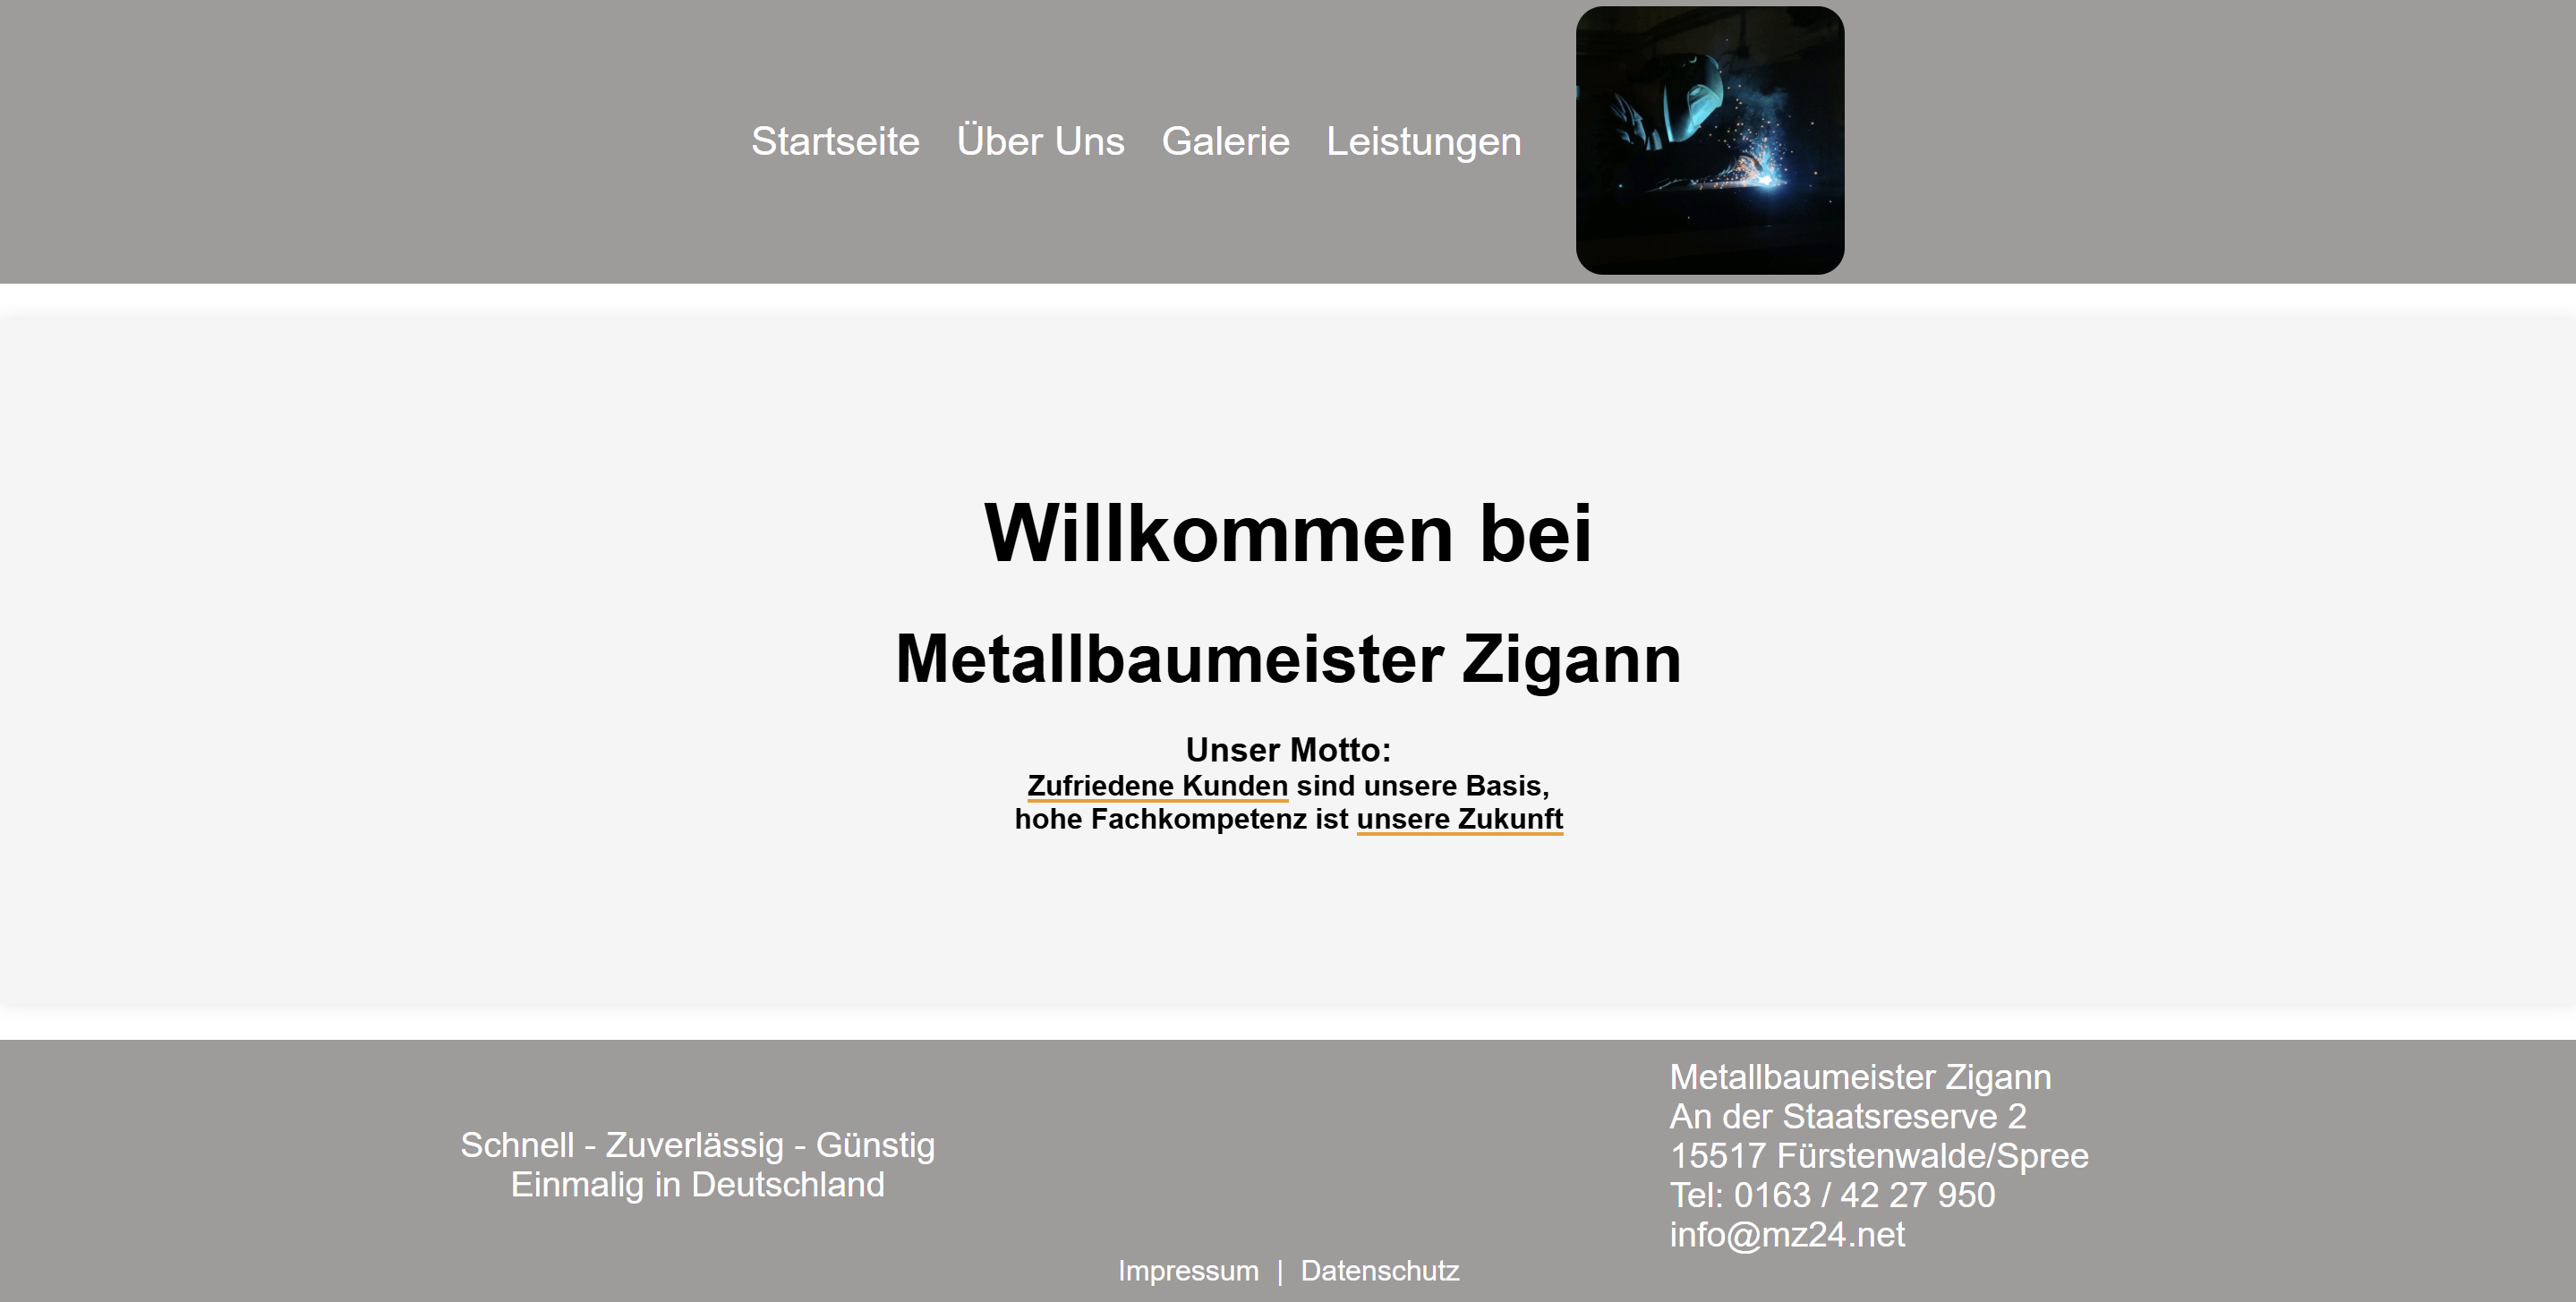 Startseite Über Uns Galerie Leistungen
Willkommen bei
Metallbaumeister Zigann
Unser Motto:
Zufriedene Kunden sind unsere Basis,
hohe Fachkompetenz ist unsere Zukunft
Schnell - Zuverlässig - Günstig
Einmalig in Deutschland
Metallbaumeister Zigann
An der Staatsreserve 2
15517 Fürstenwalde/Spree
Tel: 0163 / 42 27 950
info@mz24.net
Impressum | Datenschutz